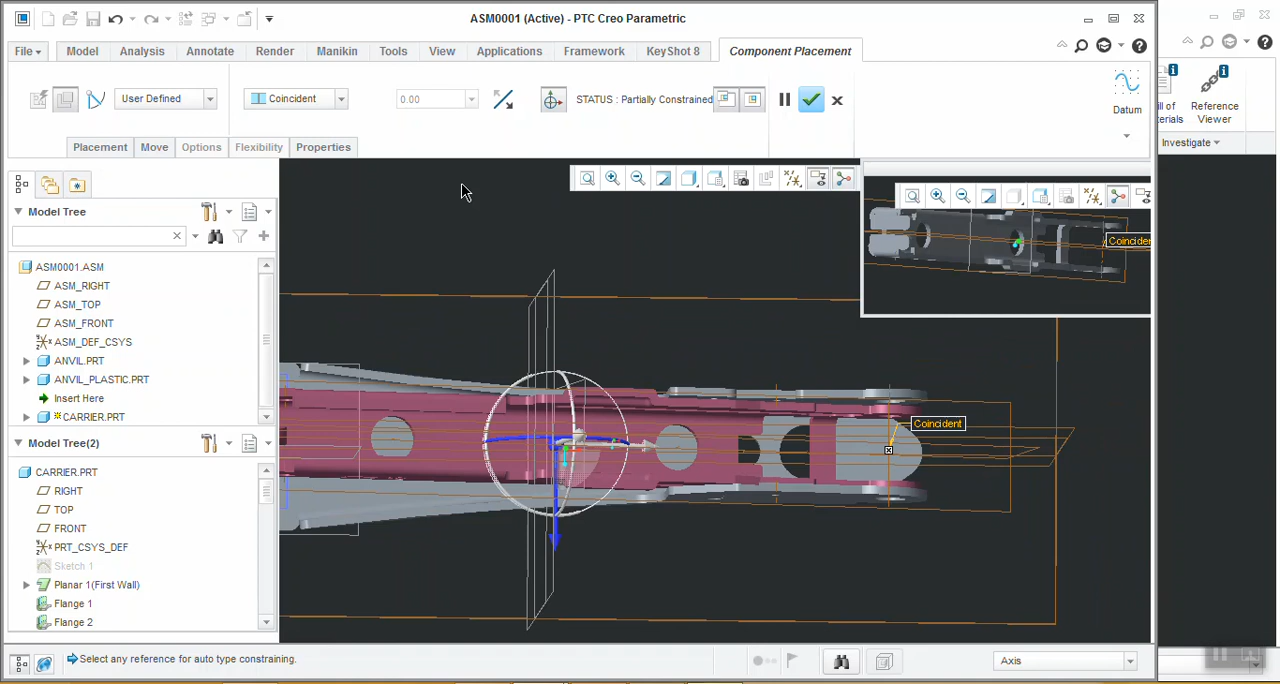 ASM0001 (Active) - PTC Creo Parametric
File Model Analysis Annotate Render Manikin Tools View Applications Framework KeyShot 8 Component Placement
User Defined Coincident 0.00 STATUS : Partially Constrained Datum
Reference
Viewer
Placement Move Options Flexibility Properties Investigate
Model Tree
ASM0001.ASM
ASM_RIGHT
ASM_TOP
ASM_FRONT
ASM_DEF_CSYS
ANVIL.PRT
ANVIL_PLASTIC.PRT
Insert Here
CARRIER.PRT
Model Tree(2)
CARRIER.PRT
RIGHT
TOP
FRONT
PRT_CSYS_DEF
Sketch 1
Planar 1(First Wall)
Flange 1
Flange 2
Coinciden
Coincident
Select any reference for auto type constraining.
Axis